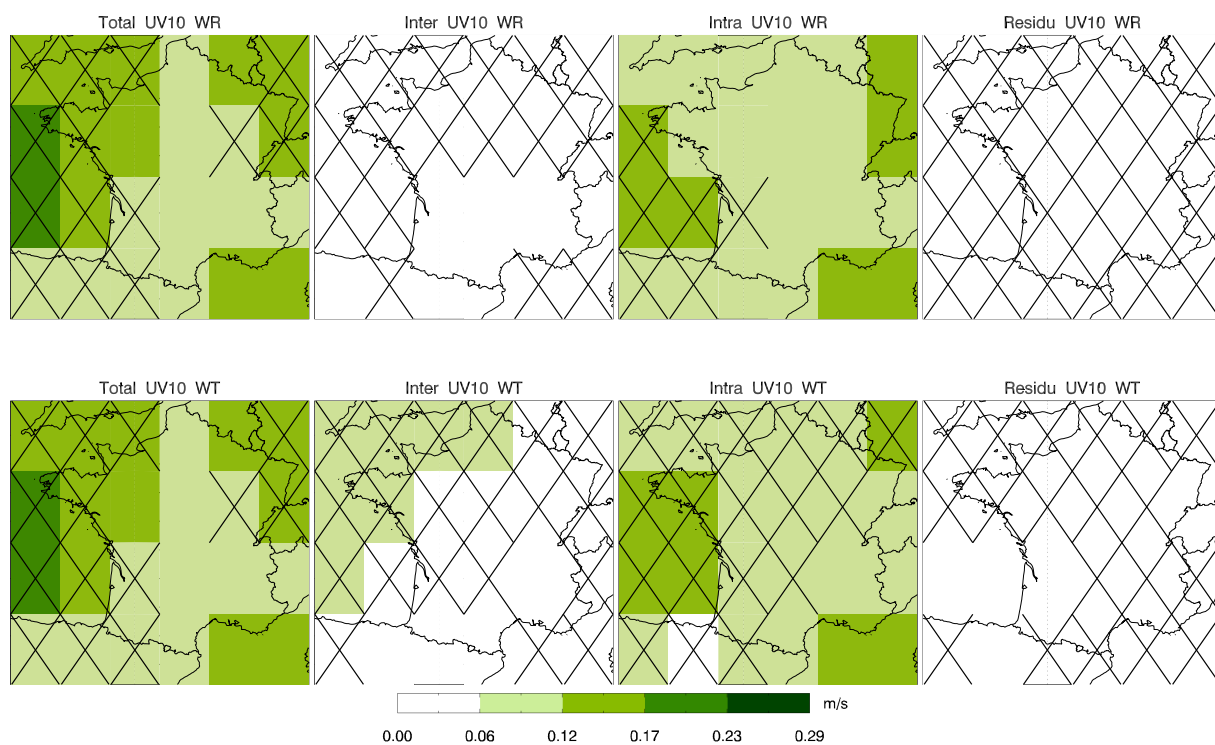 Total UV10 WR Inter UV10 WR Intra UV10 WR Residu UV10 WR
Total UV10 WT Inter UV10 WT Intra UV10 WT Residu UV10 WT
m/s
0.00 0.06 0.12 0.17 0.23 0.29